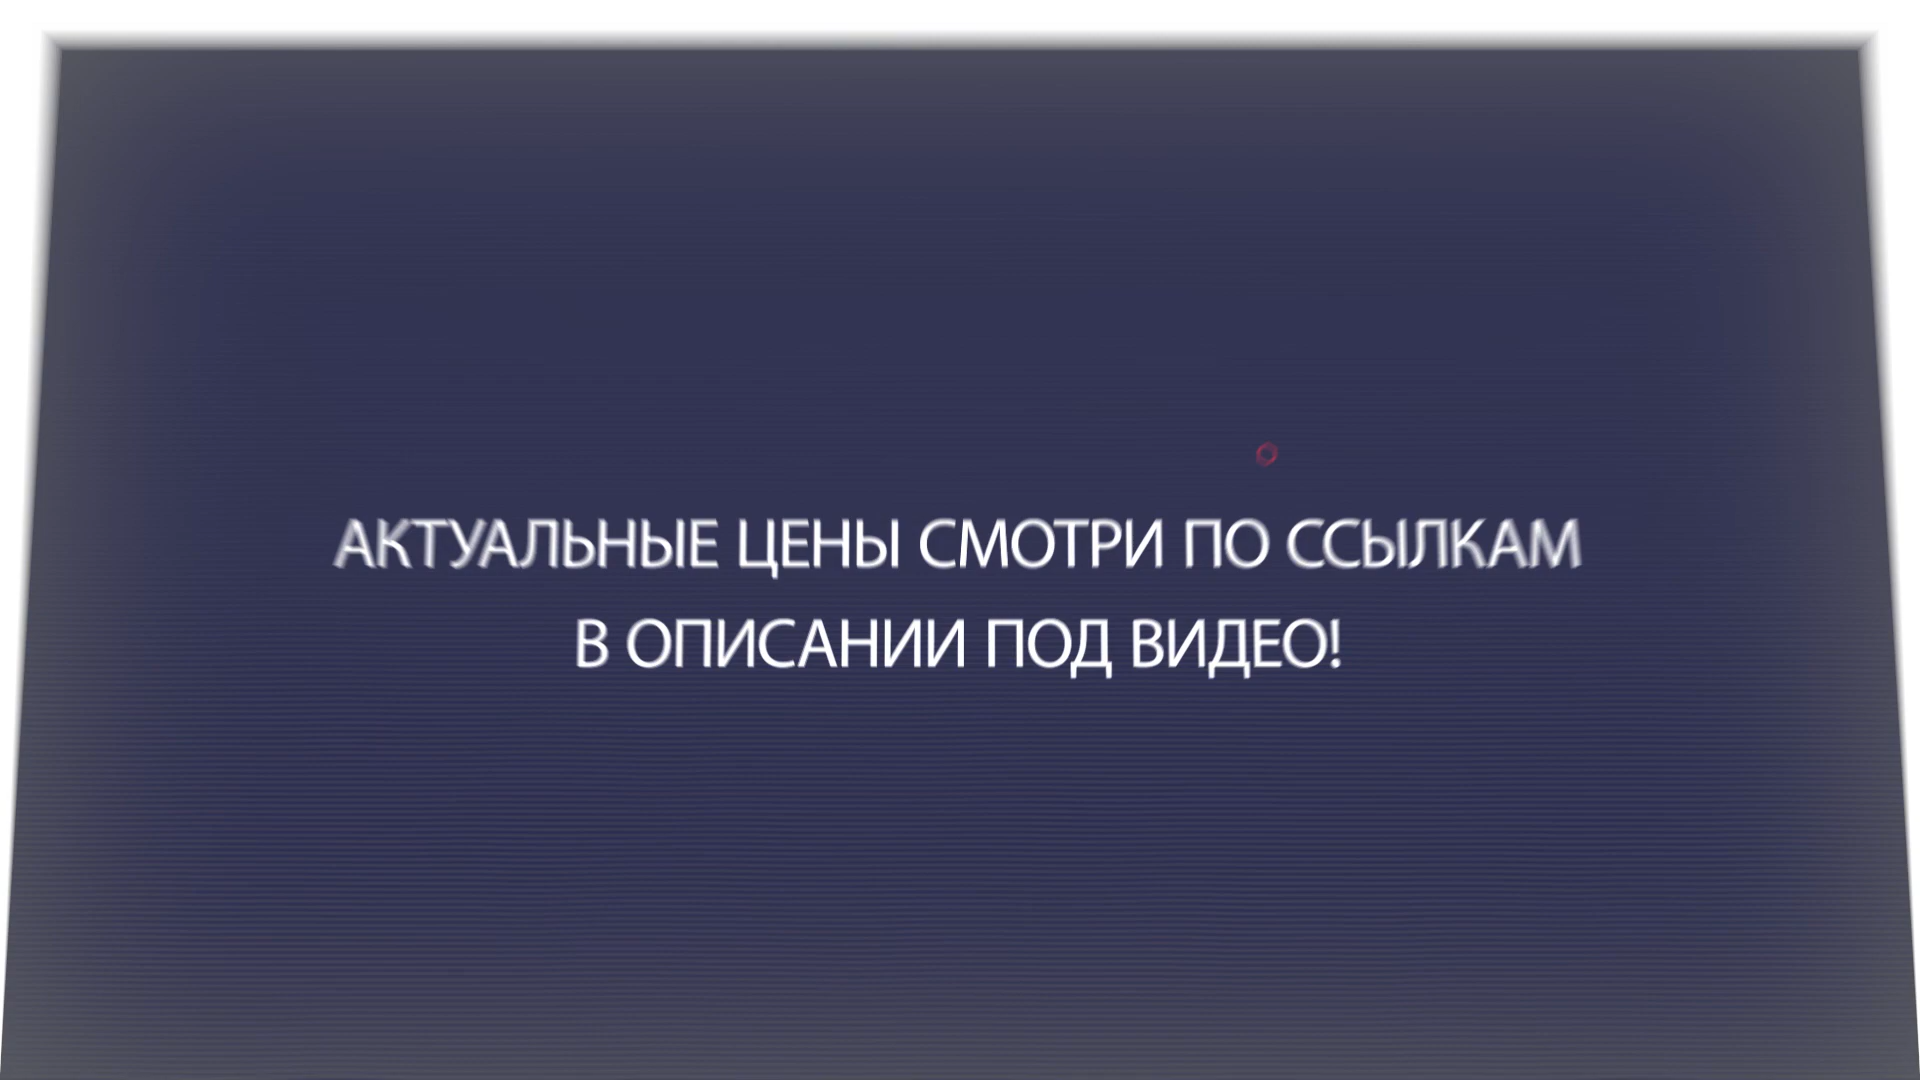 АКТУАЛЬНЫЕ ЦЕНЫ СМОТРИ ПО ССЫЛКАМ
В ОПИСАНИИ ПОД ВИДЕО!